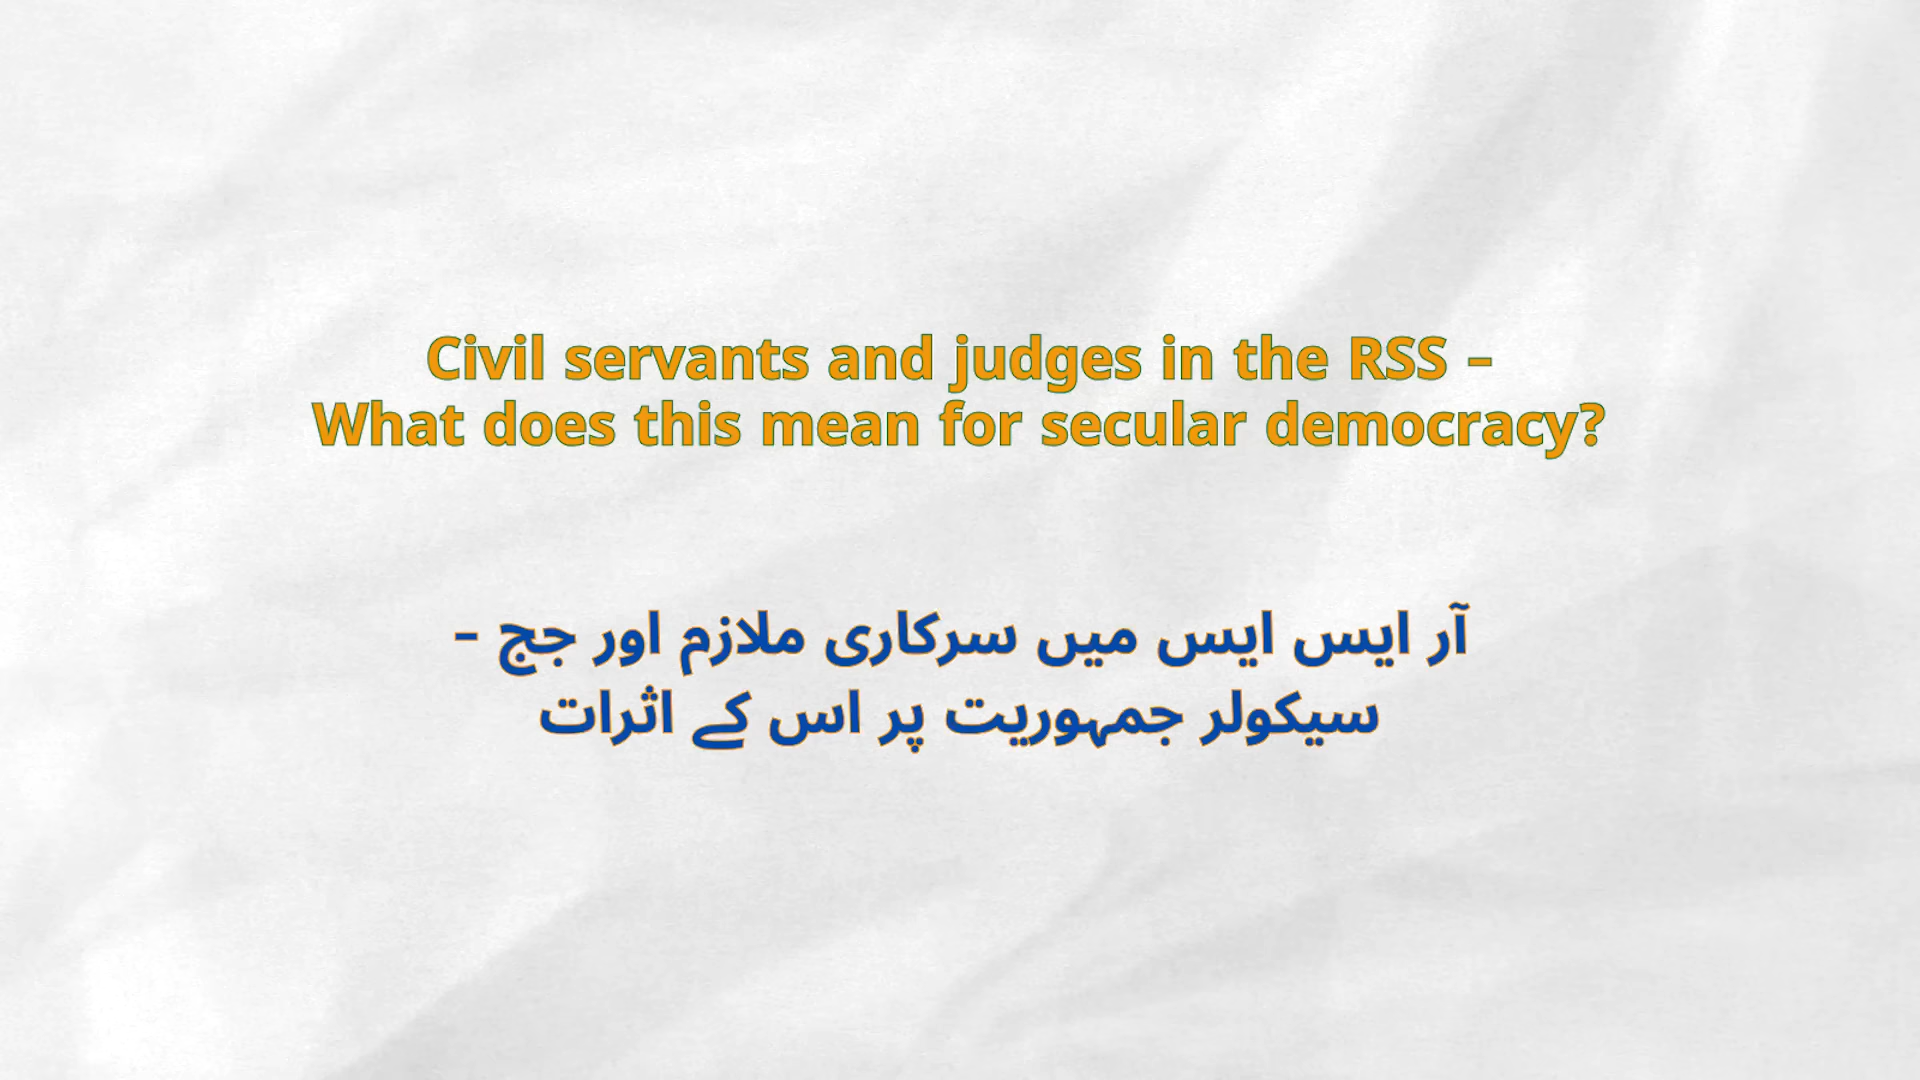 Civil servants and judges in the RSS –
What does this mean for secular democracy?
آر ایس ایس میں سرکاری ملازم اور جج –
سیکولر جمہوریت پر اس کے اثرات